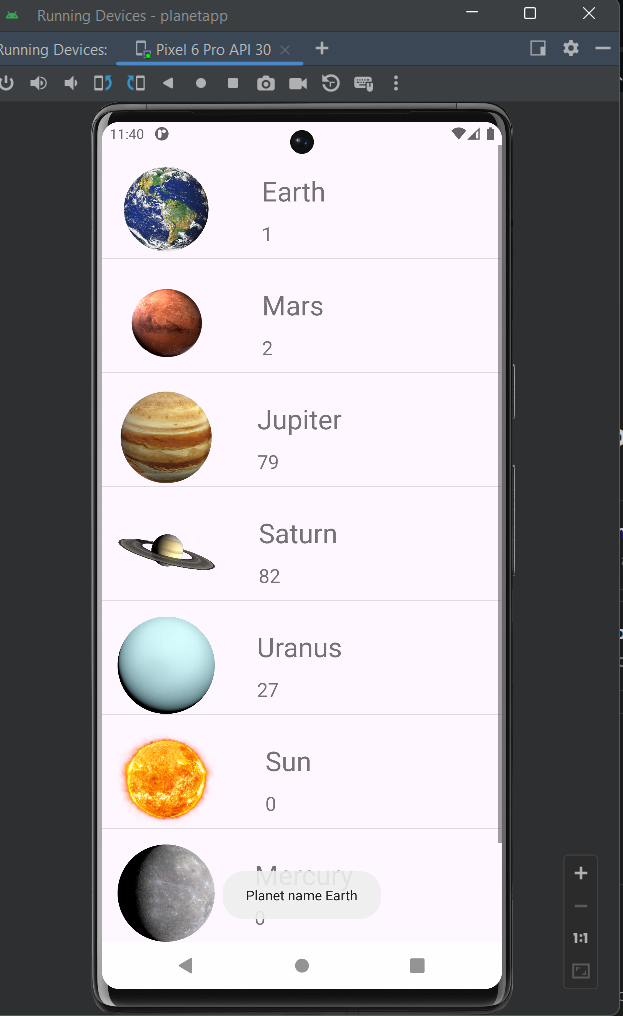 Running Devices - planetapp
Running Devices:
Pixel 6 Pro API 30
11:40
Earth
1
Mars
2
Jupiter
79
Saturn
82
Uranus
27
Sun
0
Mercury
Planet name Earth
0
1:1